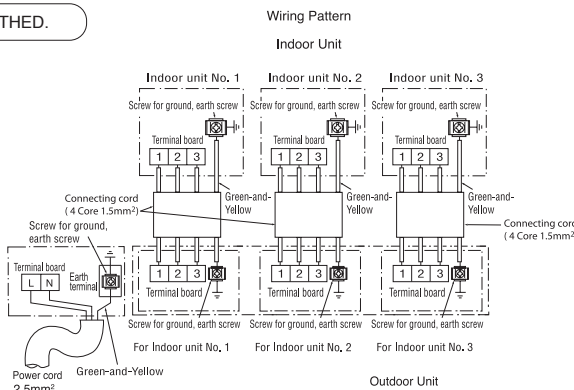 THED.
Wiring Pattern
Indoor Unit
Indoor unit No. 1
Indoor unit No. 2
Indoor unit No. 3
Screw for ground, earth screw
Screw for ground, earth screw
Screw for ground, earth screw
Terminal board
Terminal board
Terminal board
1 2 3
1 2 3
1 2 3
Connecting cord
( 4 Core 1.5mm²)
Green-and-
Yellow
Green-and-
Yellow
Green-and-
Yellow
Connecting cord
( 4 Core 1.5mm²
Screw for ground,
earth screw
Terminal board
L N
Earth
terminal
1 2 3
1 2 3
1 2 3
Terminal board
Terminal board
Terminal board
Screw for ground, earth screw
Screw for ground, earth screw
Screw for ground, earth screw
For Indoor unit No. 1
For Indoor unit No. 2
For Indoor unit No. 3
Green-and-Yellow
Power cord
2.5mm²
Outdoor Unit